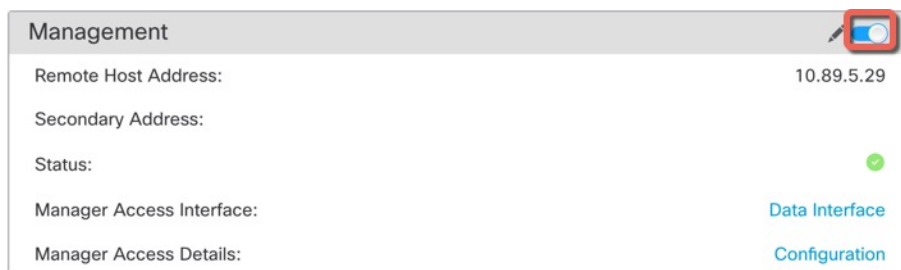 Management
Remote Host Address: 10.89.5.29
Secondary Address:
Status:
Manager Access Interface: Data Interface
Manager Access Details: Configuration